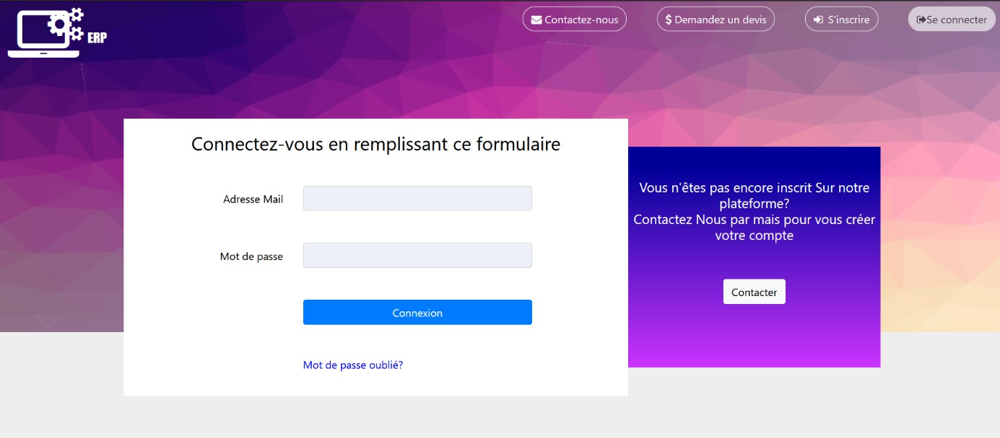 ERP
Contactez-nous
Demandez un devis
S'inscrire
Se connecter
Connectez-vous en remplissant ce formulaire
Adresse Mail
Mot de passe
Connexion
Mot de passe oublié?
Vous n'êtes pas encore inscrit Sur notre
plateforme?
Contactez Nous par mais pour vous créer
votre compte
Contacter